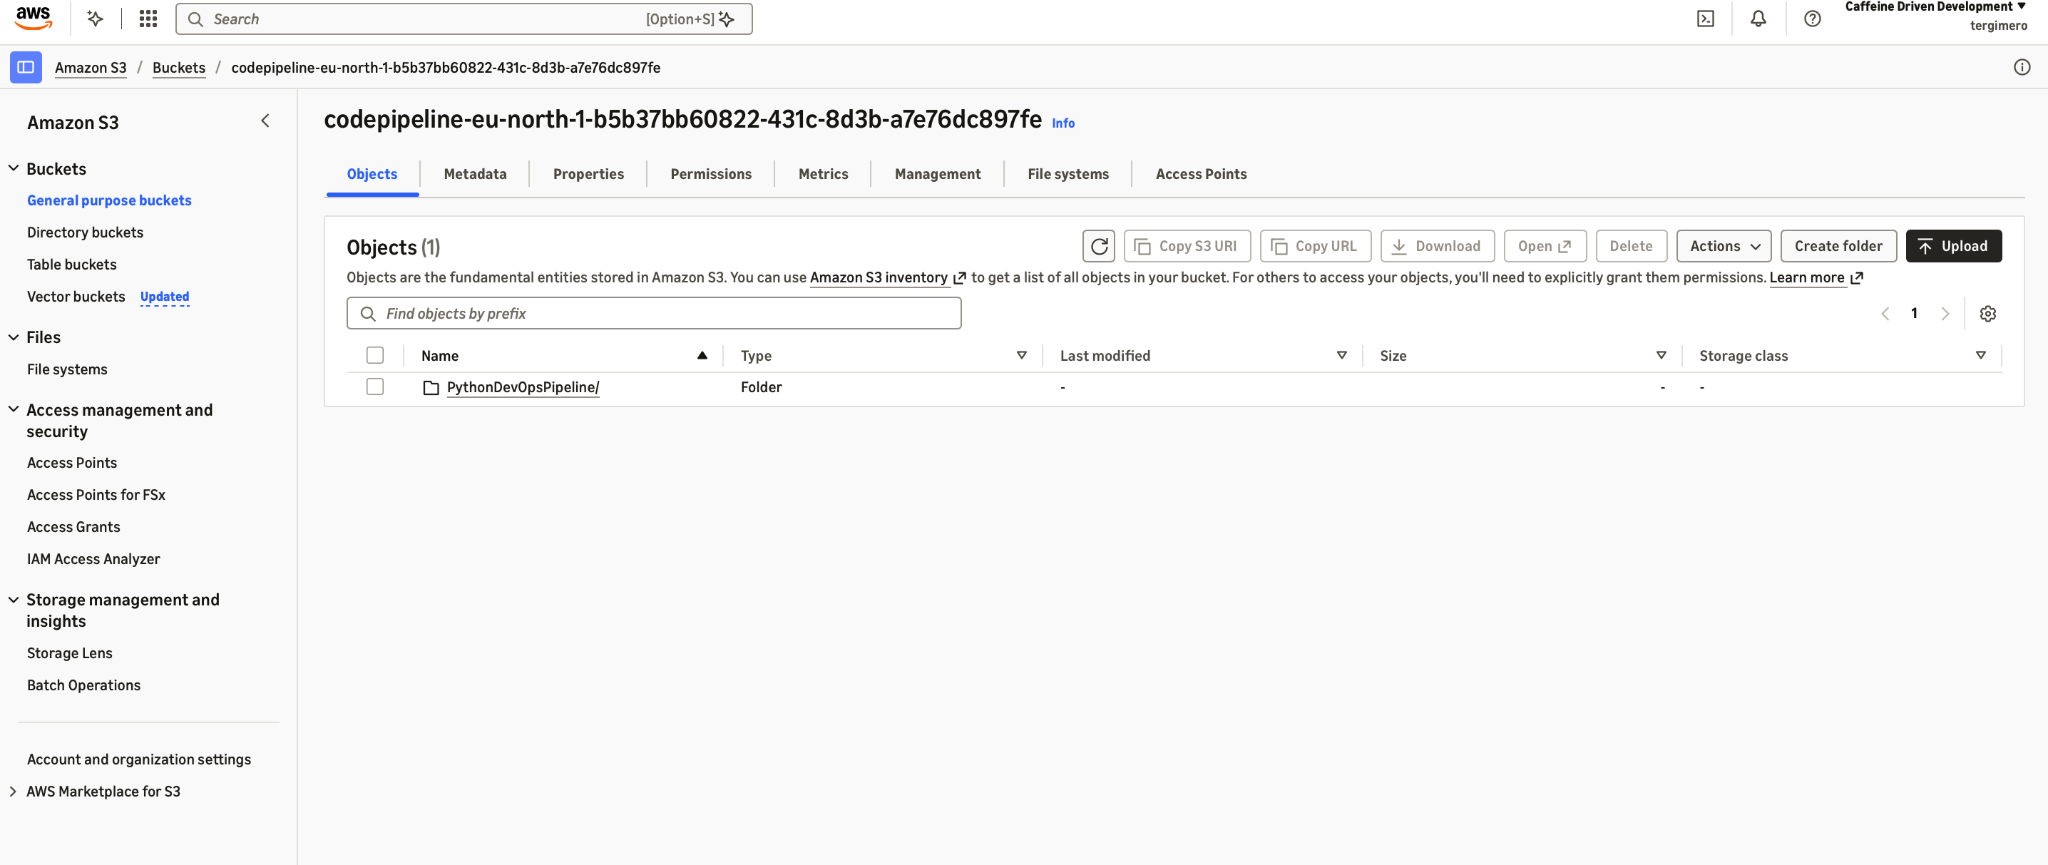 aws
Search [Option+S]
Caffeine Driven Development
tergimero
Amazon S3 / Buckets / codepipeline-eu-north-1-b5b37bb60822-431c-8d3b-a7e76dc897fe
Amazon S3
Buckets
General purpose buckets
Directory buckets
Table buckets
Vector buckets Updated
Files
File systems
Access management and
security
Access Points
Access Points for FSx
Access Grants
IAM Access Analyzer
Storage management and
insights
Storage Lens
Batch Operations
Account and organization settings
AWS Marketplace for S3
codepipeline-eu-north-1-b5b37bb60822-431c-8d3b-a7e76dc897fe Info
Objects Metadata Properties Permissions Metrics Management File systems Access Points
Objects (1)
Copy S3 URI Copy URL Download Open Delete Actions Create folder Upload
Objects are the fundamental entities stored in Amazon S3. You can use Amazon S3 inventory to get a list of all objects in your bucket. For others to access your objects, you'll need to explicitly grant them permissions. Learn more
Find objects by prefix
1
Name Type Last modified Size Storage class
PythonDevOpsPipeline/ Folder - - -